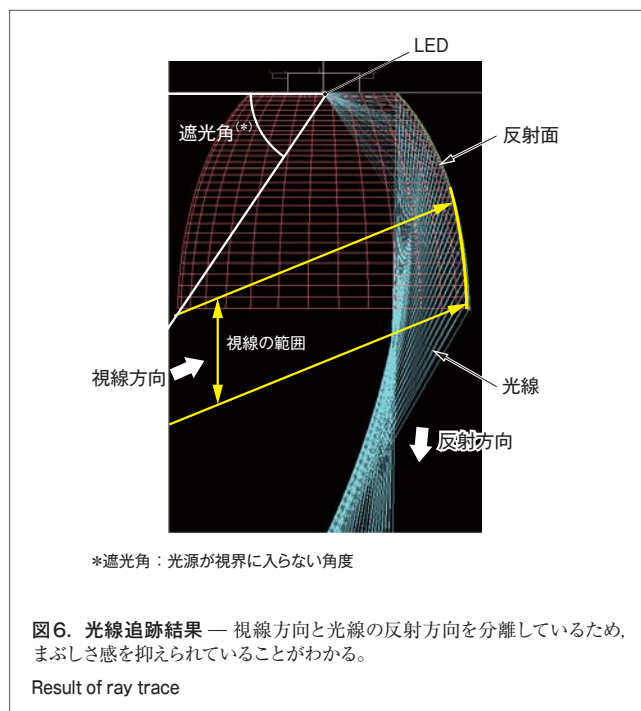 LED
遮光角(*)
反射面
視線の範囲
視線方向
光線
反射方向
*遮光角：光源が視界に入らない角度
図6．光線追跡結果 — 視線方向と光線の反射方向を分離しているため，
まぶしさ感を抑えられていることがわかる。
Result of ray trace